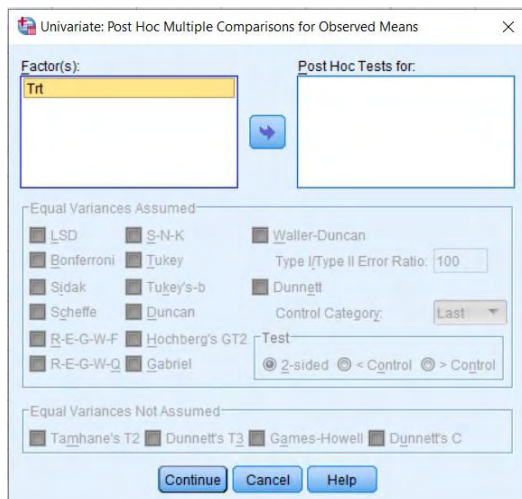 Univariate: Post Hoc Multiple Comparisons for Observed Means
Factor(s):
Trt
Post Hoc Tests for:
Equal Variances Assumed
LSD
S-N-K
Waller-Duncan
Bonferroni
Tukey
Type I/Type II Error Ratio: 100
Sidak
Tukey's-b
Dunnett
Scheffe
Duncan
Control Category: Last
R-E-G-W-F
Hochberg's GT2
Test
R-E-G-W-Q
Gabriel
2-sided
< Control
> Control
Equal Variances Not Assumed
Tamhane's T2
Dunnett's T3
Games-Howell
Dunnett's C
Continue
Cancel
Help